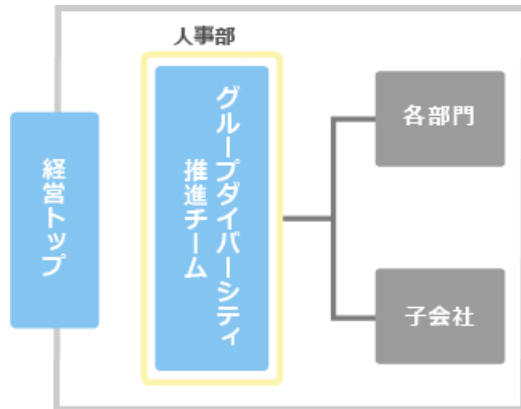 人事部
経営トップ
グループダイバーシティ
推進チーム
各部門
子会社